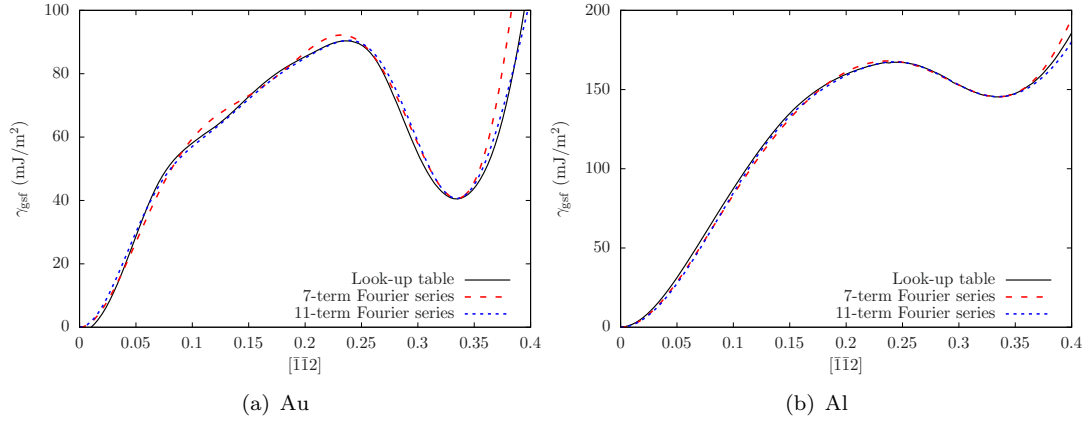 100
80
60
40
20
0
γgsf (mJ/m²)
Look-up table
7-term Fourier series
11-term Fourier series
0 0.05 0.1 0.15 0.2 0.25 0.3 0.35 0.4
[1̄1̄2]
(a) Au
200
150
100
50
0
γgsf (mJ/m²)
Look-up table
7-term Fourier series
11-term Fourier series
0 0.05 0.1 0.15 0.2 0.25 0.3 0.35 0.4
[1̄1̄2]
(b) Al